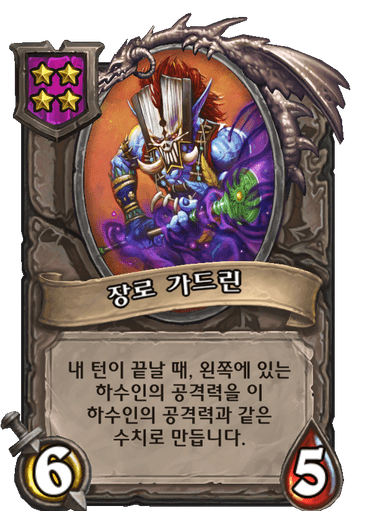 장로 가드린
내 턴이 끝날 때, 왼쪽에 있는
하수인의 공격력을 이
하수인의 공격력과 같은
수치로 만듭니다.
6
5